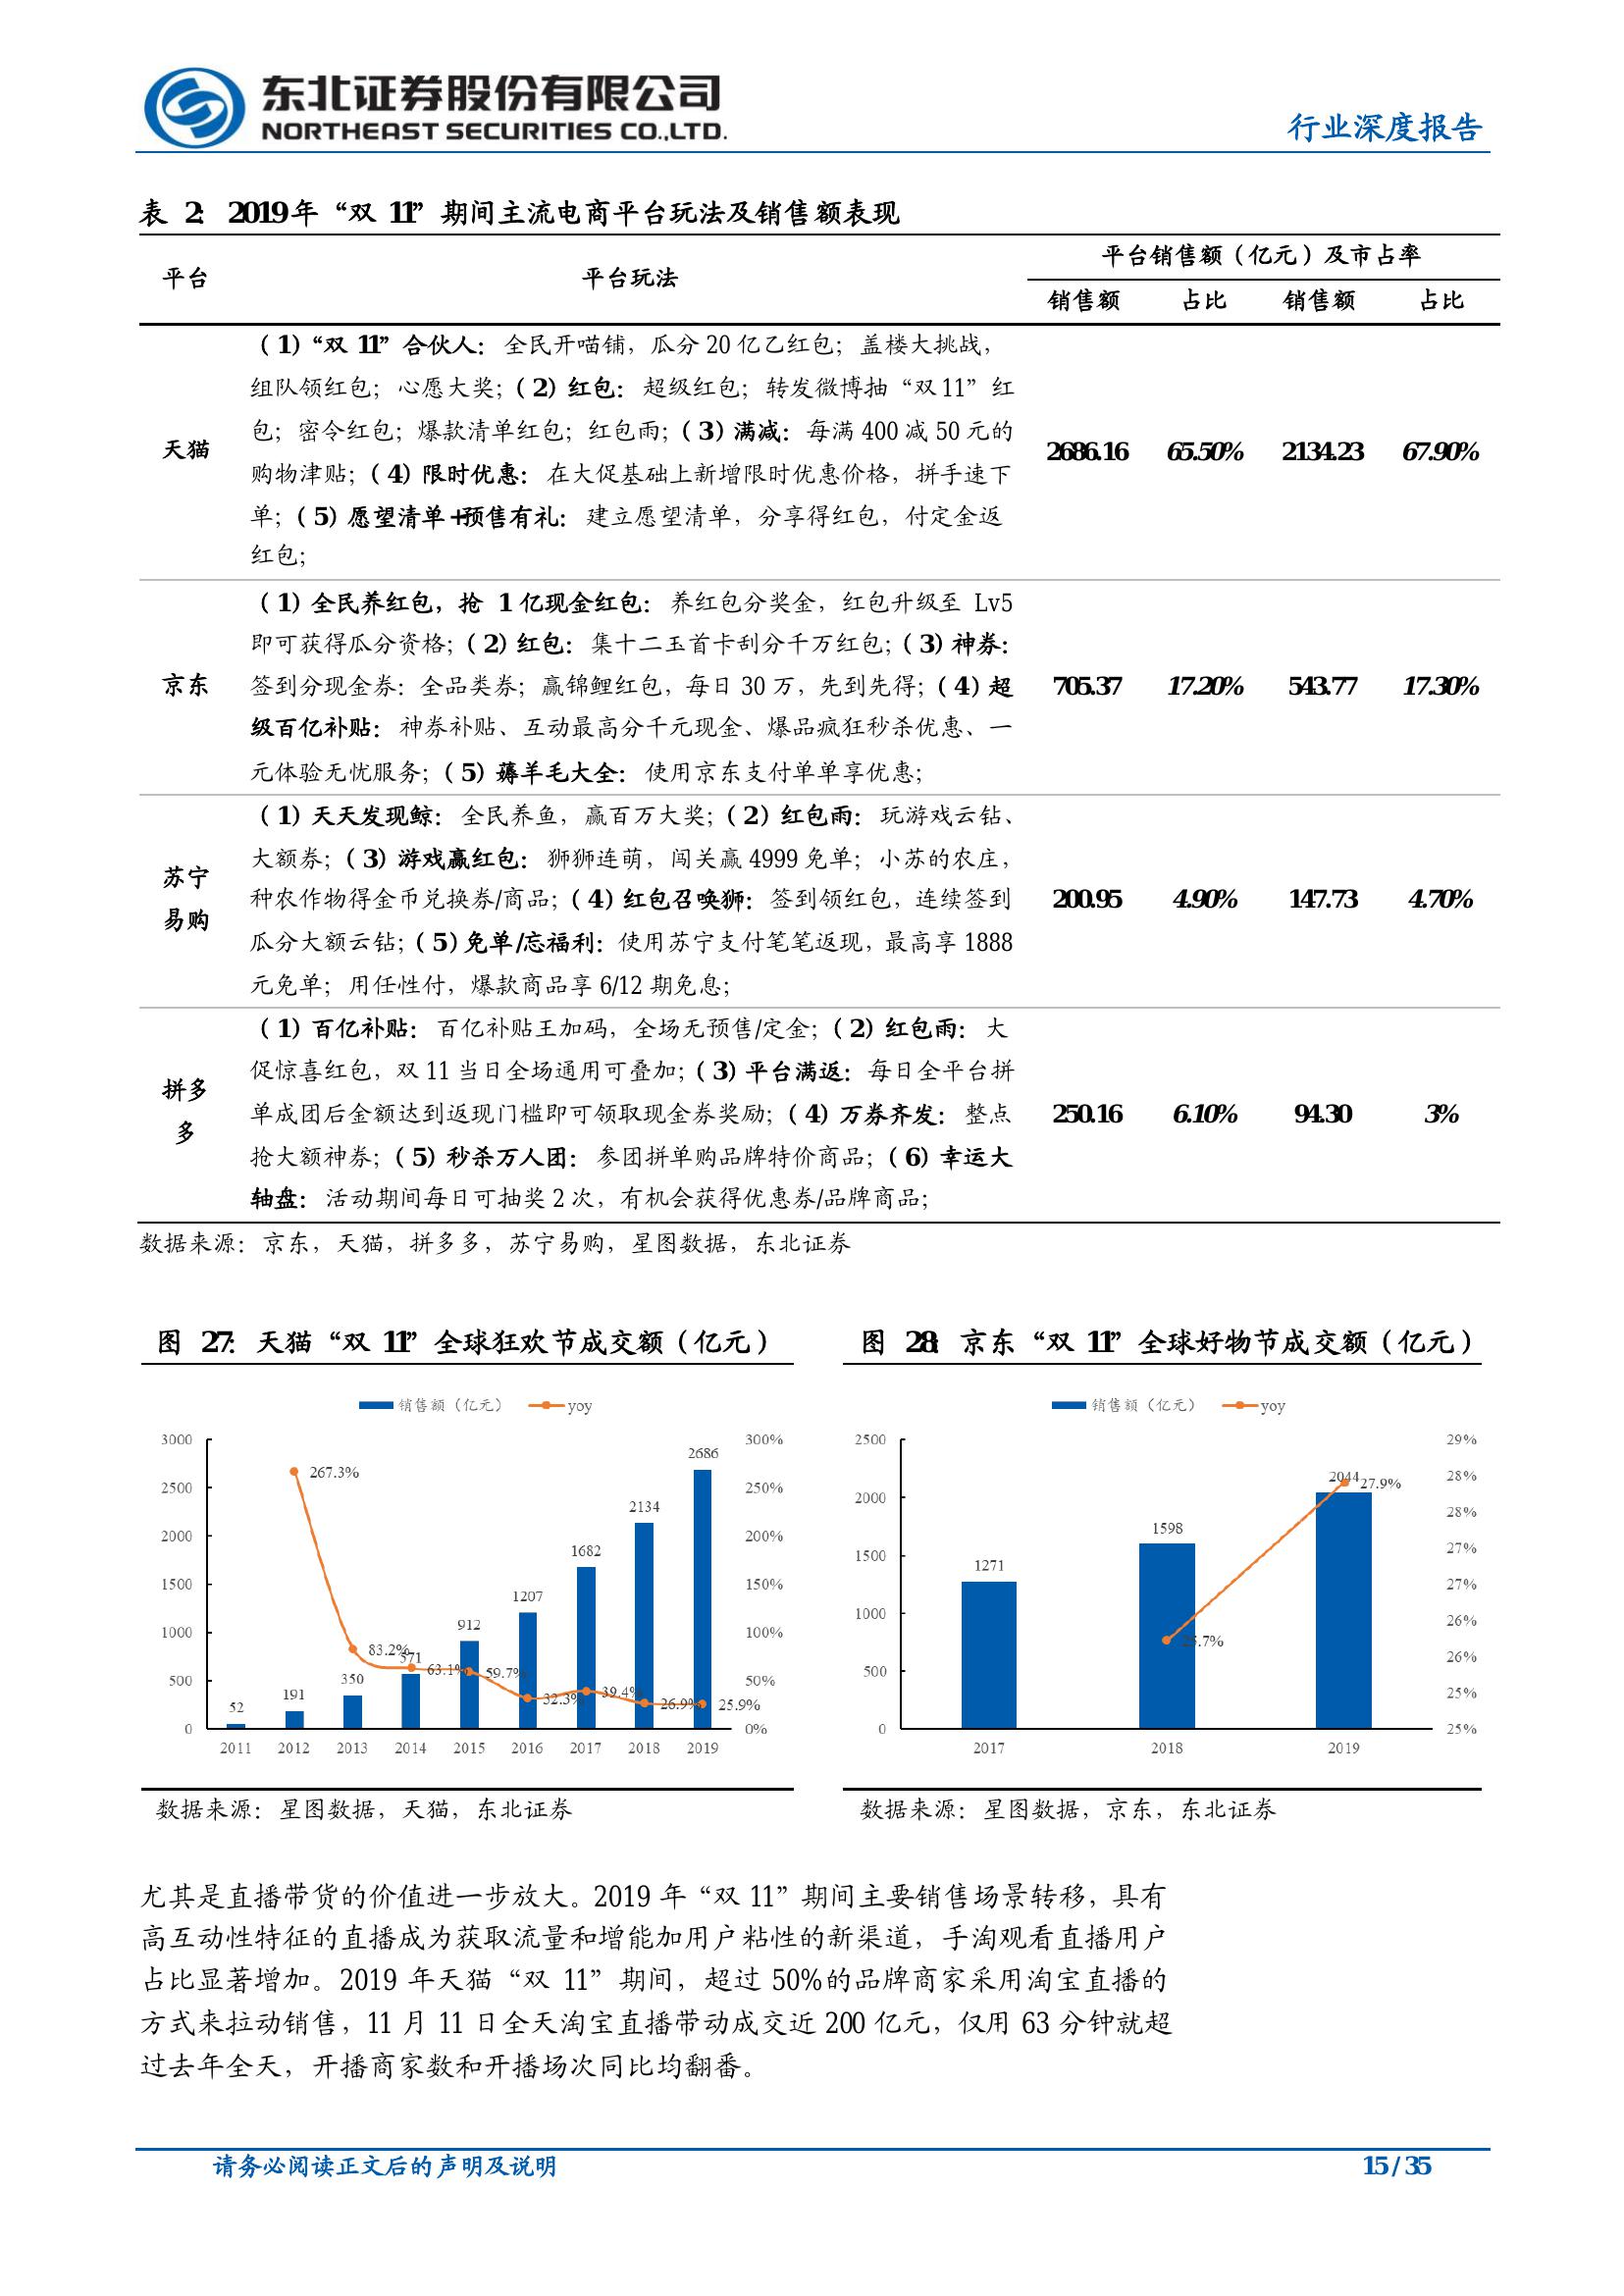 东北证券股份有限公司
NORTHEAST SECURITIES CO.,LTD.
行业深度报告
表 2：2019年“双 11”期间主流电商平台玩法及销售额表现
平台 平台玩法 平台销售额（亿元）及市占率
销售额 占比 销售额 占比
天猫
（1）“双 11”合伙人：全民开喵铺，瓜分 20 亿乙红包；盖楼大挑战，
组队领红包；心愿大奖；（2）红包：超级红包；转发微博抽“双11”红
包；密令红包；爆款清单红包；红包雨；（3）满减：每满 400 减 50 元的
购物津贴；（4）限时优惠：在大促基础上新增限时优惠价格，拼手速下
单；（5）愿望清单+预售有礼：建立愿望清单，分享得红包，付定金返
红包；
2686.16 65.50% 2134.23 67.90%
京东
（1）全民养红包，抢 1 亿现金红包：养红包分奖金，红包升级至 Lv5
即可获得瓜分资格；（2）红包：集十二玉首卡刮分千万红包；（3）神券：
签到分现金券：全品类券；赢锦鲤红包，每日 30 万，先到先得；（4）超
级百亿补贴：神券补贴、互动最高分千元现金、爆品疯狂秒杀优惠、一
元体验无忧服务；（5）薅羊毛大全：使用京东支付单单享优惠；
705.37 17.20% 543.77 17.30%
苏宁
易购
（1）天天发现鲸：全民养鱼，赢百万大奖；（2）红包雨：玩游戏云钻、
大额券；（3）游戏赢红包：狮狮连萌，闯关赢 4999 免单；小苏的农庄，
种农作物得金币兑换券/商品；（4）红包召唤狮：签到领红包，连续签到
瓜分大额云钻；（5）免单/忘福利：使用苏宁支付笔笔返现，最高享 1888
元免单；用任性付，爆款商品享 6/12 期免息；
200.95 4.90% 147.73 4.70%
拼多
多
（1）百亿补贴：百亿补贴王加码，全场无预售/定金；（2）红包雨：大
促惊喜红包，双 11 当日全场通用可叠加；（3）平台满返：每日全平台拼
单成团后金额达到返现门槛即可领取现金券奖励；（4）万券齐发：整点
抢大额神券；（5）秒杀万人团：参团拼单购品牌特价商品；（6）幸运大
轴盘：活动期间每日可抽奖 2 次，有机会获得优惠券/品牌商品；
250.16 6.10% 94.30 3%
数据来源：京东，天猫，拼多多，苏宁易购，星图数据，东北证券
图 27：天猫“双 11”全球狂欢节成交额（亿元）
销售额（亿元） yoy
3000
2500
2000
1500
1000
500
0
300%
250%
200%
150%
100%
50%
0%
52 191 350 571 912 1207 1682 2134 2686
267.3% 83.2% 63.1% 59.7% 32.3% 39.4% 26.9% 25.9%
2011 2012 2013 2014 2015 2016 2017 2018 2019
数据来源：星图数据，天猫，东北证券
图 28：京东“双 11”全球好物节成交额（亿元）
销售额（亿元） yoy
2500
2000
1500
1000
500
0
29%
28%
28%
27%
27%
26%
26%
25%
25%
1271 1598 2044
25.7% 27.9%
2017 2018 2019
数据来源：星图数据，京东，东北证券
尤其是直播带货的价值进一步放大。2019 年“双 11”期间主要销售场景转移，具有
高互动性特征的直播成为获取流量和增能加用户粘性的新渠道，手淘观看直播用户
占比显著增加。2019 年天猫“双 11”期间，超过 50%的品牌商家采用淘宝直播的
方式来拉动销售，11 月 11 日全天淘宝直播带动成交近 200 亿元，仅用 63 分钟就超
过去年全天，开播商家数和开播场次同比均翻番。
请务必阅读正文后的声明及说明
15 / 35